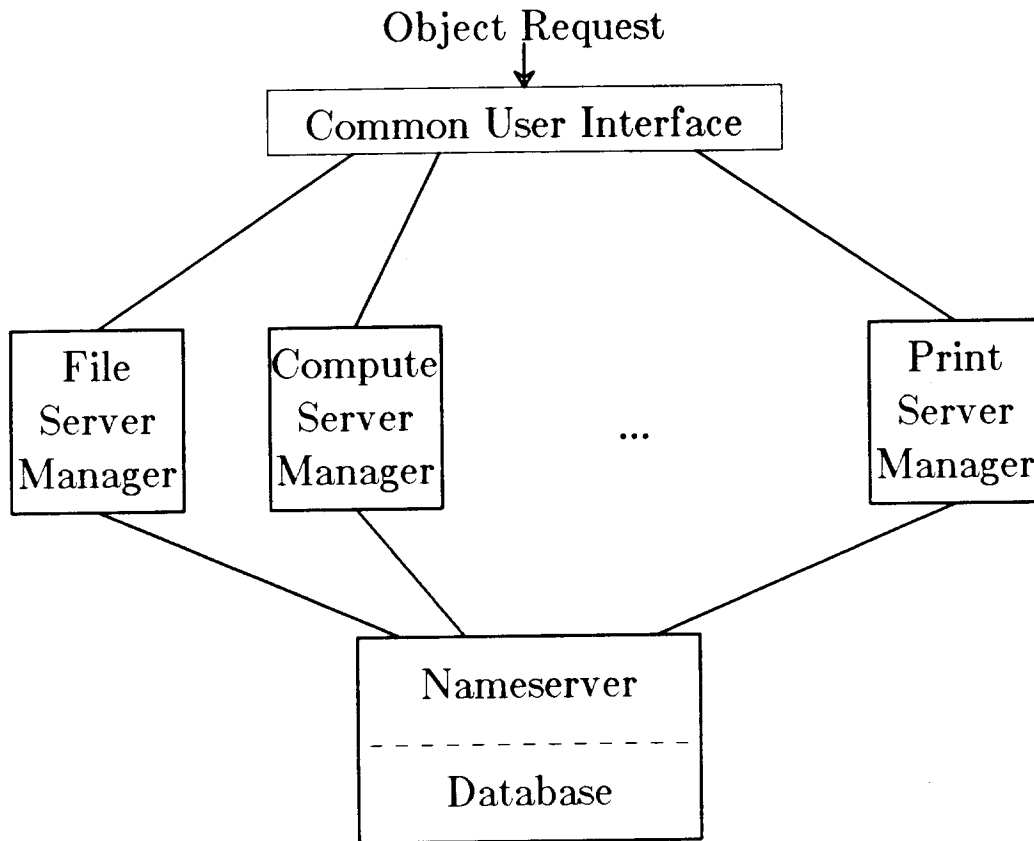 Object Request
Common User Interface
File
Server
Manager
Compute
Server
Manager
...
Print
Server
Manager
Nameserver
Database